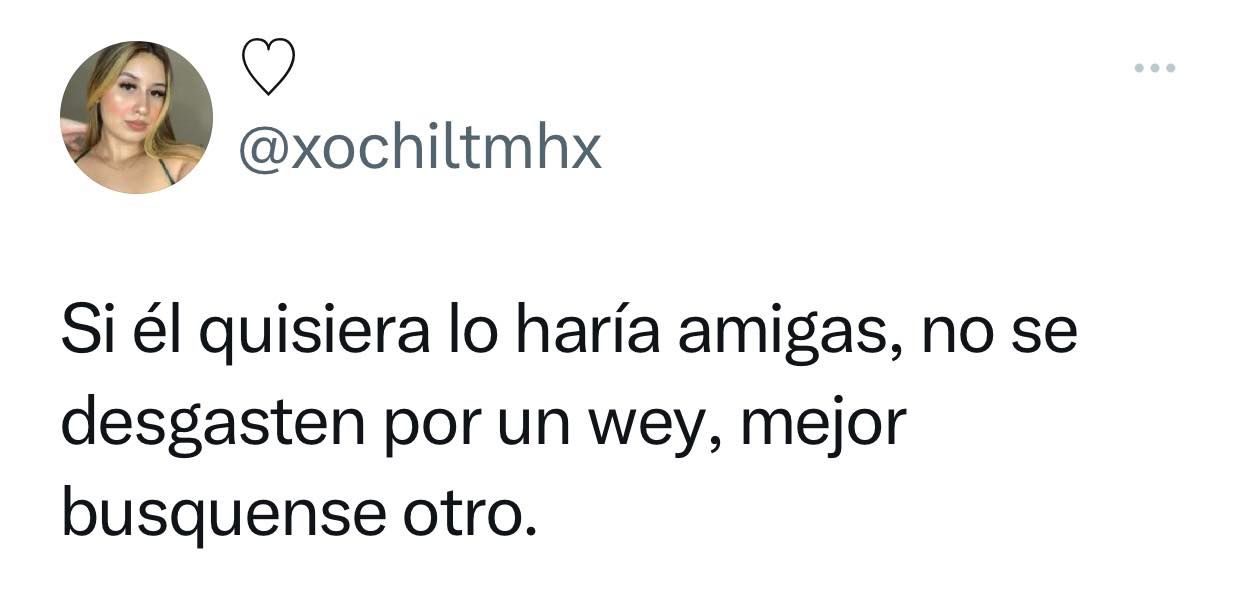 ♡
@xochiltmhx
Si él quisiera lo haría amigas, no se
desgasten por un wey, mejor
busquense otro.